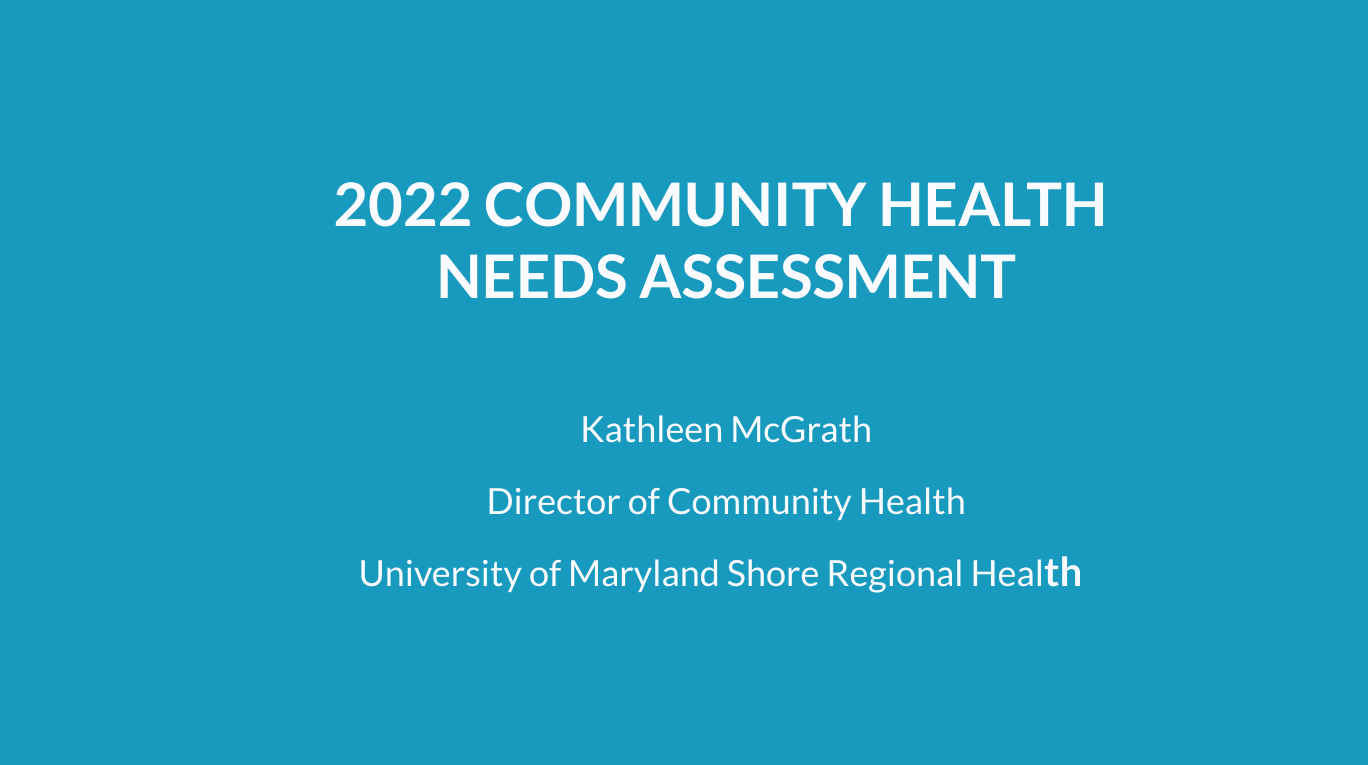 2022 COMMUNITY HEALTH
NEEDS ASSESSMENT
Kathleen McGrath
Director of Community Health
University of Maryland Shore Regional Health